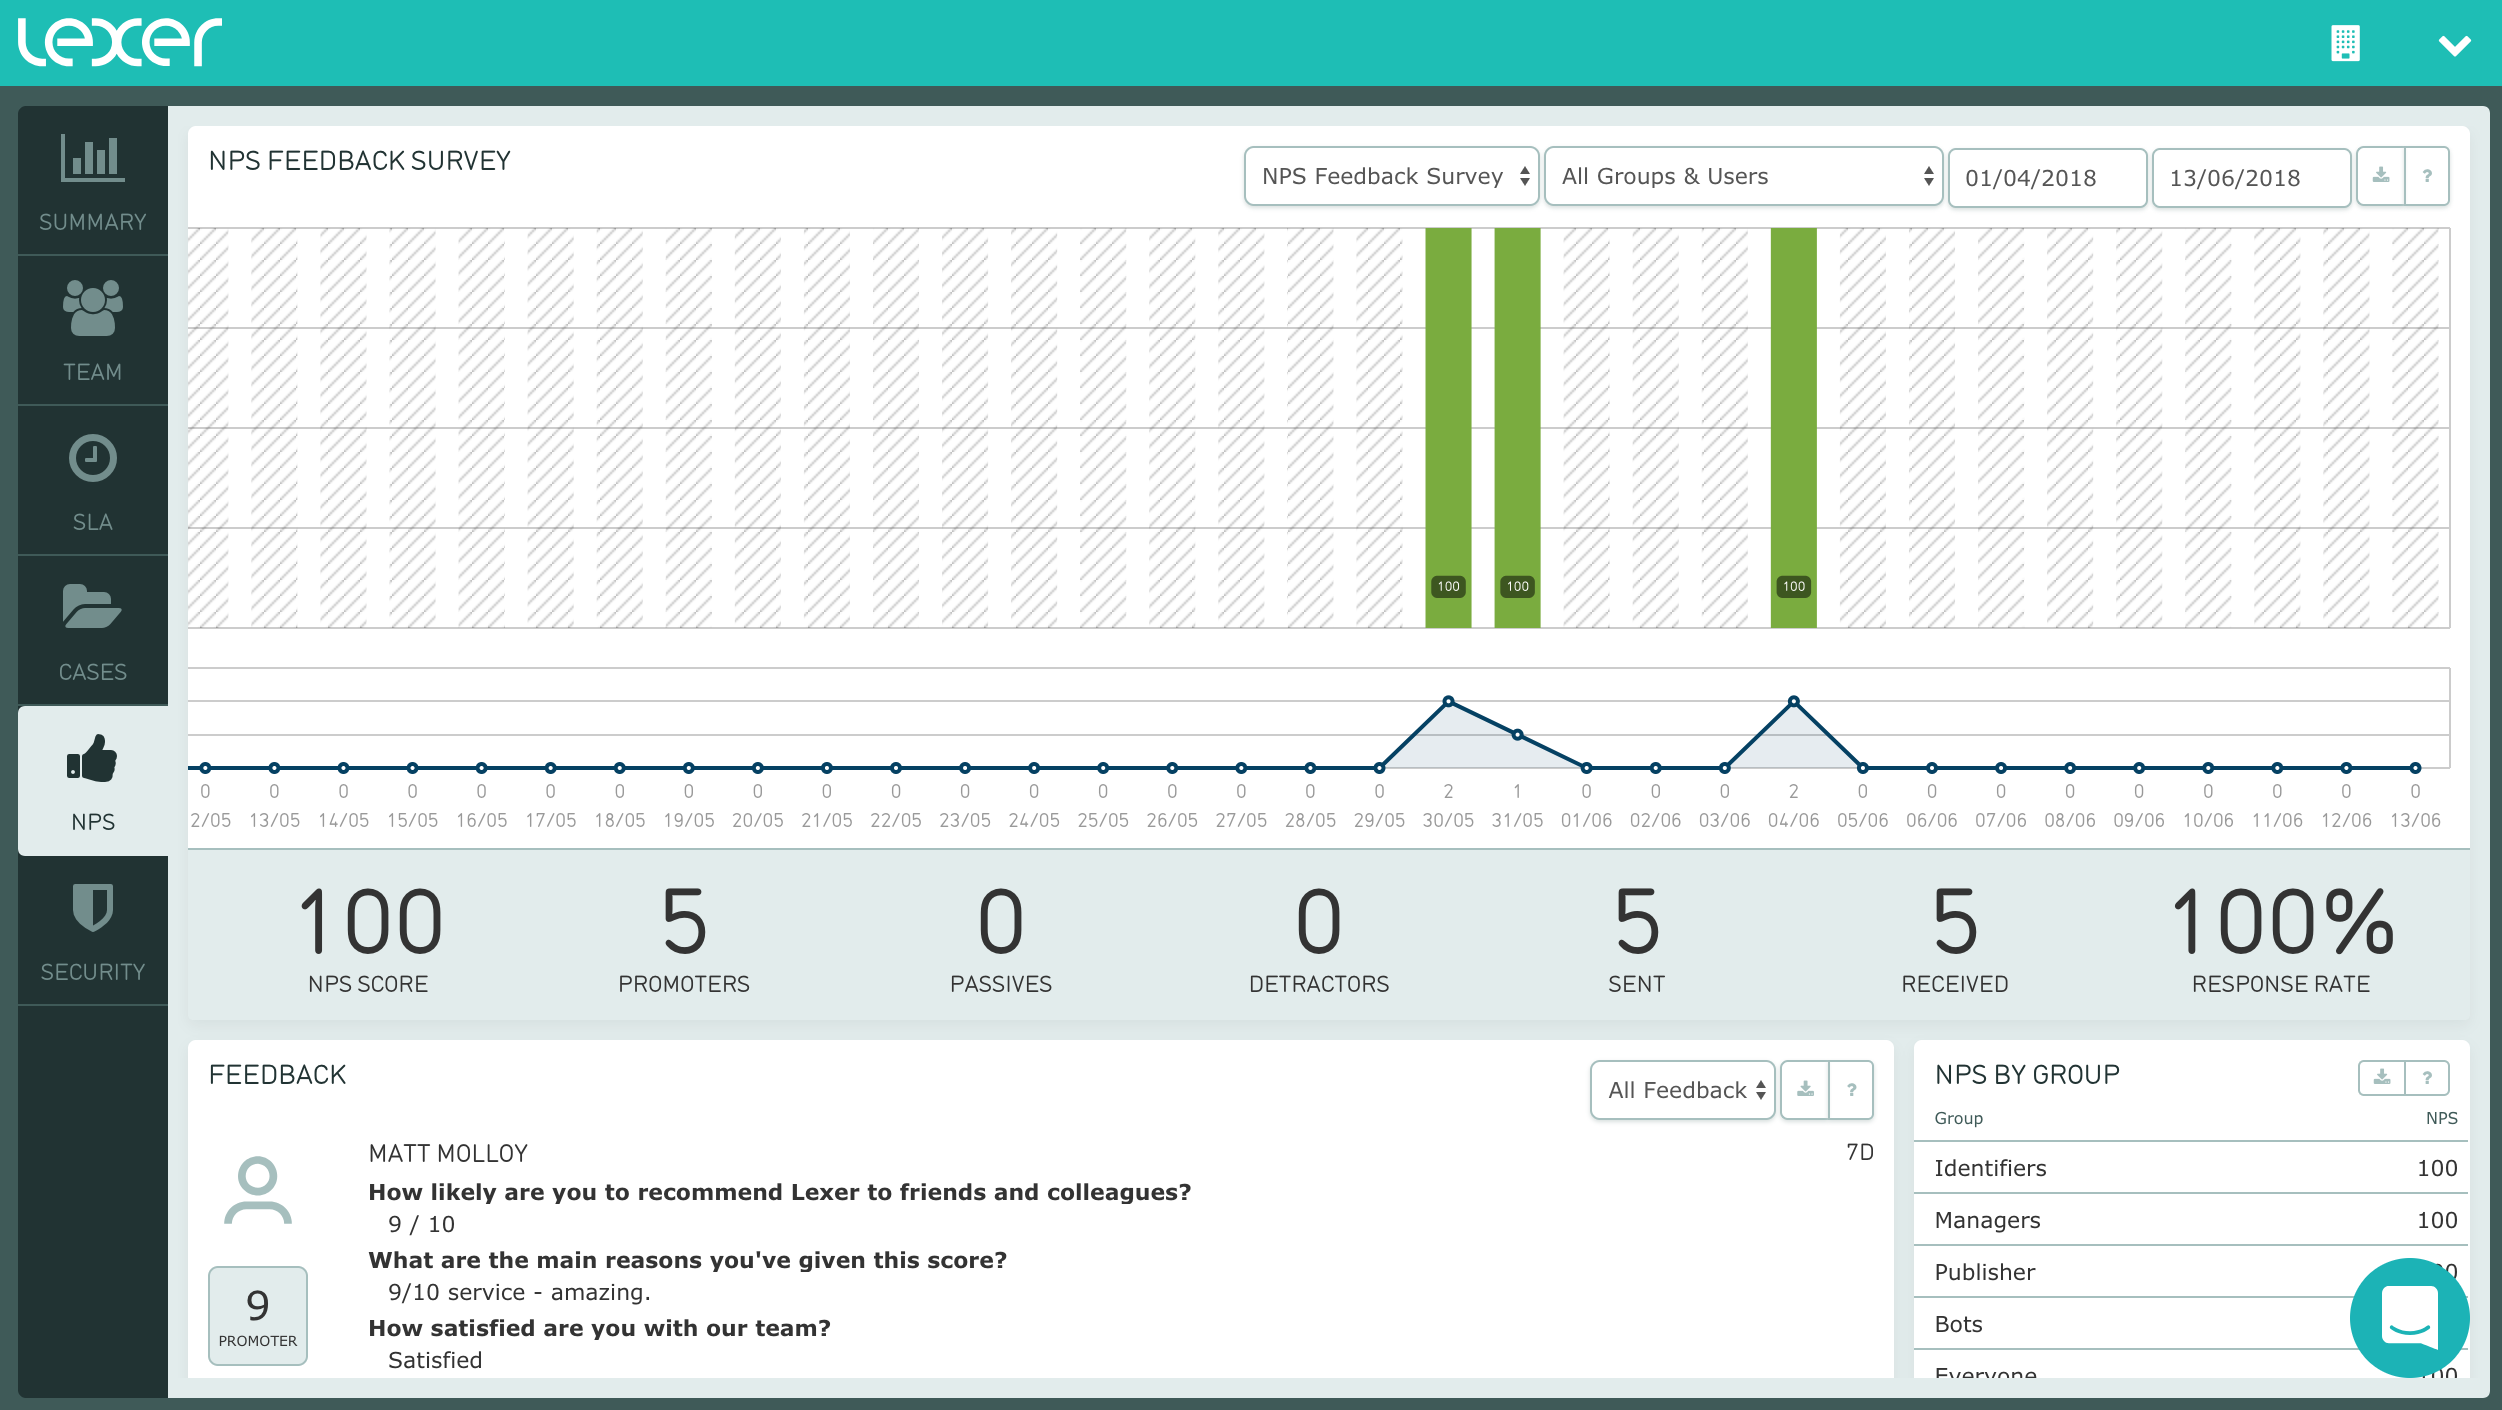 Lexer
SUMMARY
TEAM
SLA
CASES
NPS
SECURITY
NPS FEEDBACK SURVEY
NPS Feedback Survey
All Groups & Users
01/04/2018
13/06/2018
?
100 100 100
0 0 0 0 0 0 0 0 0 0 0 0 0 0 0 0 0 0 2 1 0 0 0 2 0 0 0 0 0 0 0 0 0
2/05 13/05 14/05 15/05 16/05 17/05 18/05 19/05 20/05 21/05 22/05 23/05 24/05 25/05 26/05 27/05 28/05 29/05 30/05 31/05 01/06 02/06 03/06 04/06 05/06 06/06 07/06 08/06 09/06 10/06 11/06 12/06 13/06
100 5 0 0 5 5 100%
NPS SCORE PROMOTERS PASSIVES DETRACTORS SENT RECEIVED RESPONSE RATE
FEEDBACK
All Feedback
?
MATT MOLLOY
7D
How likely are you to recommend Lexer to friends and colleagues?
9 / 10
What are the main reasons you've given this score?
9/10 service - amazing.
How satisfied are you with our team?
Satisfied
9
PROMOTER
NPS BY GROUP
?
Group NPS
Identifiers 100
Managers 100
Publisher
Bots
Everyone